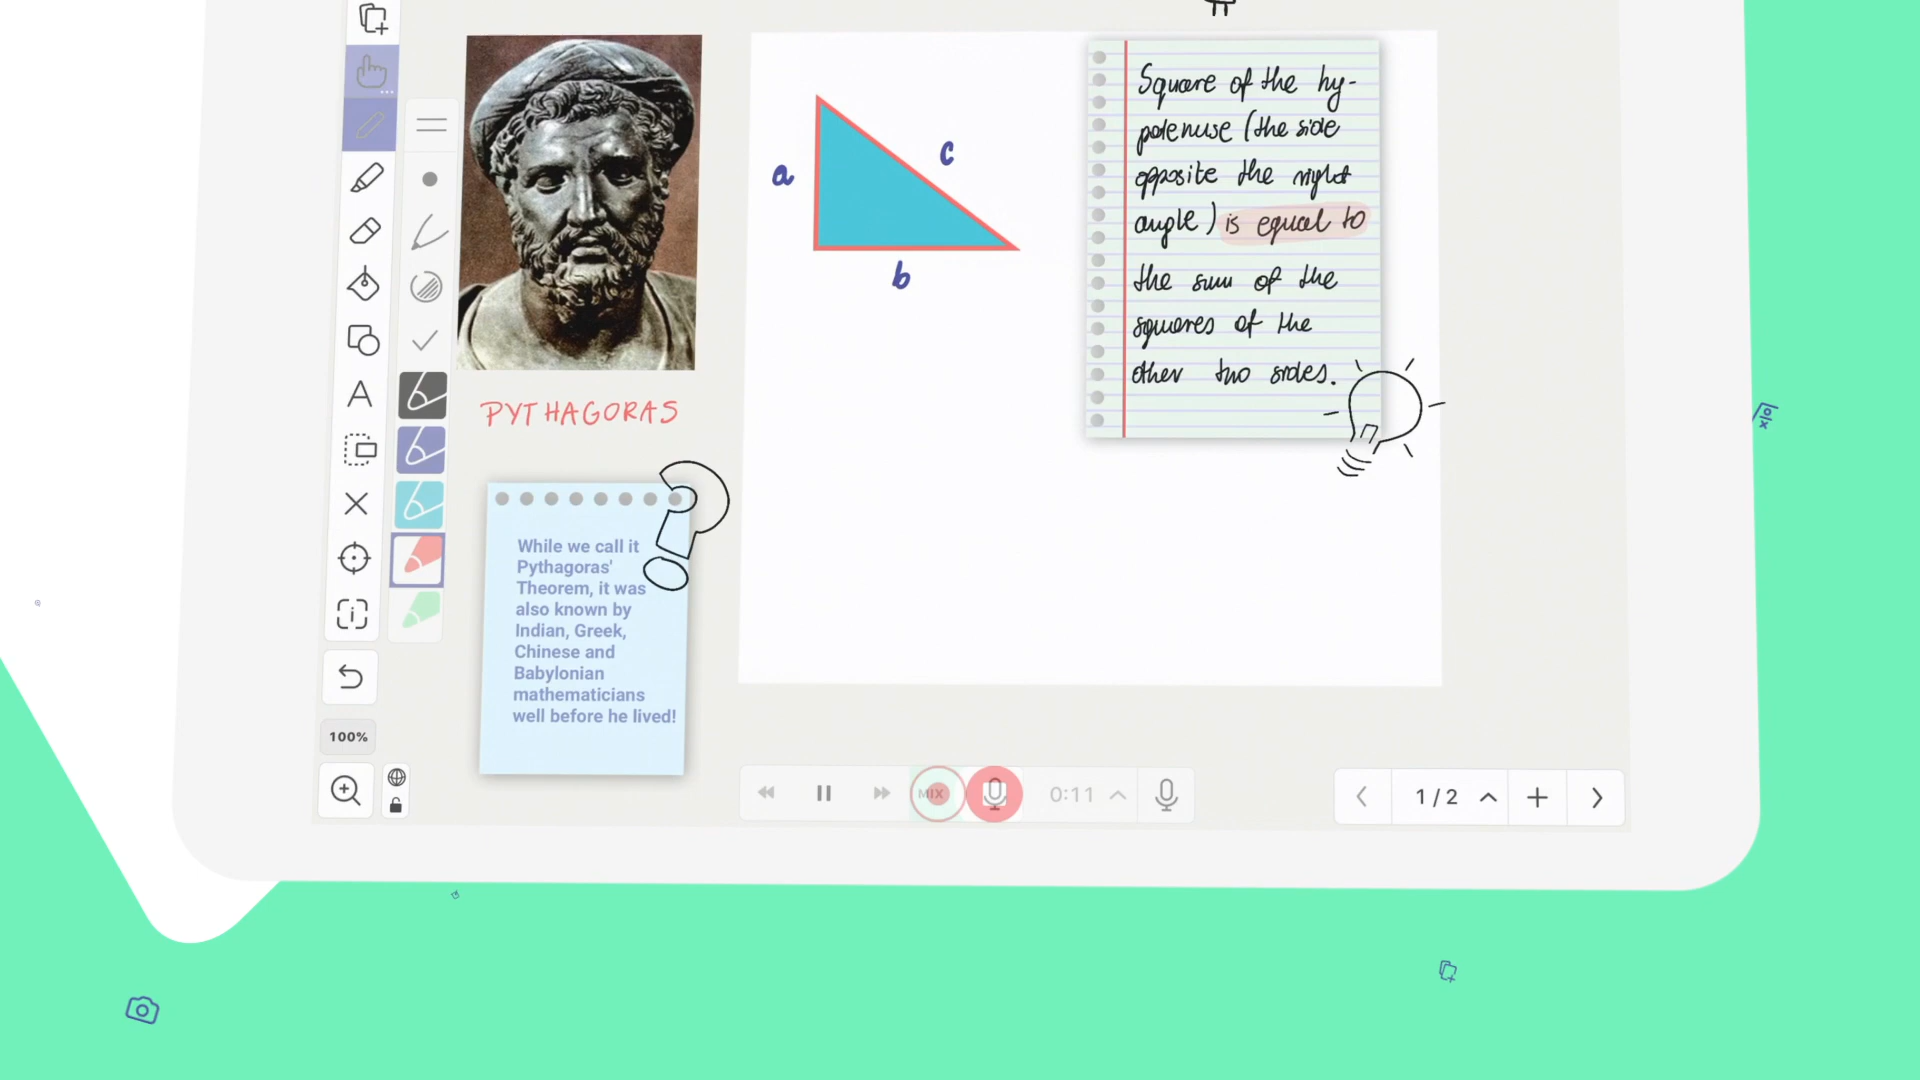 a
c
b
Square of the hy-
potenuse (the side
opposite the right
angle) is equal to
the sum of the
squares of the
other two sides.
PYTHAGORAS
While we call it
Pythagoras'
Theorem, it was
also known by
Indian, Greek,
Chinese and
Babylonian
mathematicians
well before he lived!
A
100%
MIX
0:11
1 / 2